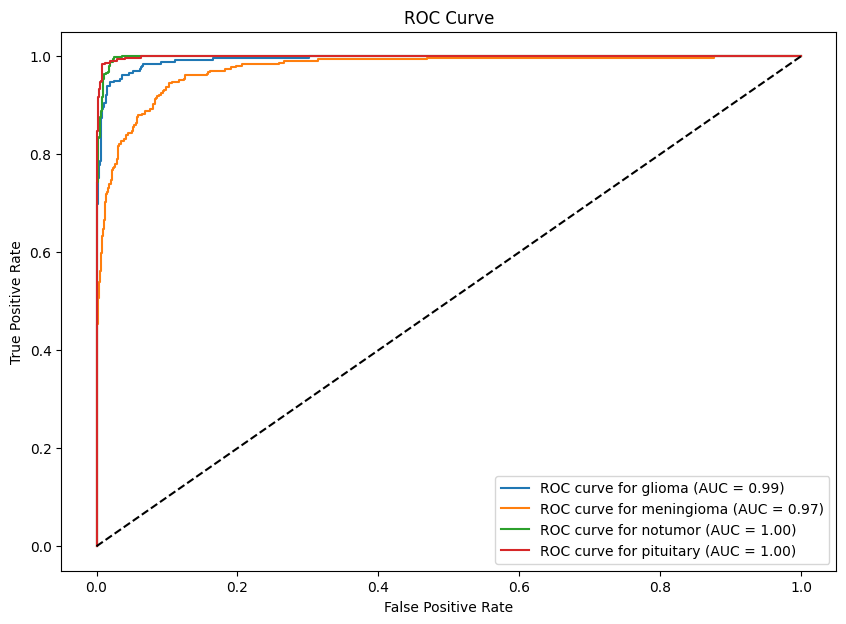 ROC Curve
True Positive Rate
1.0
0.8
0.6
0.4
0.2
0.0
ROC curve for glioma (AUC = 0.99)
ROC curve for meningioma (AUC = 0.97)
ROC curve for notumor (AUC = 1.00)
ROC curve for pituitary (AUC = 1.00)
0.0 0.2 0.4 0.6 0.8 1.0
False Positive Rate